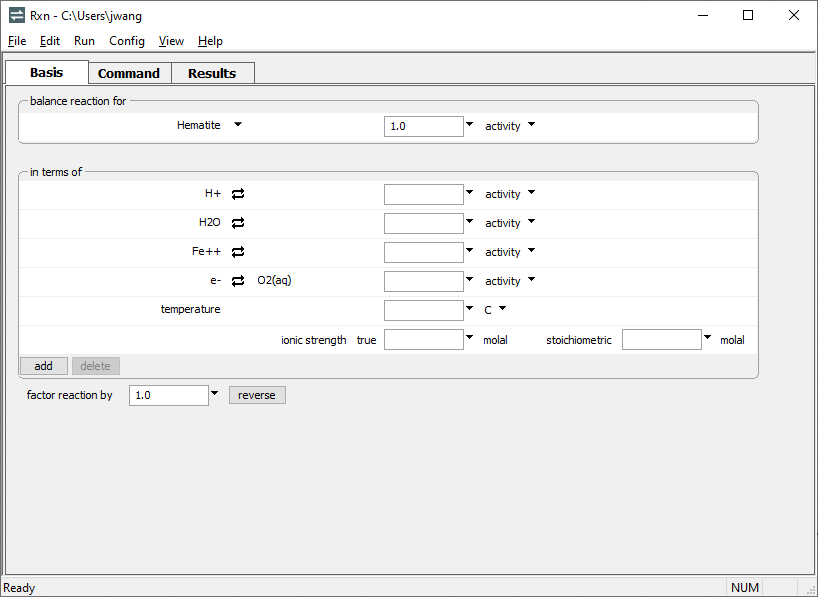 Rxn - C:\Users\jwang
File Edit Run Config View Help
Basis Command Results
balance reaction for
Hematite 1.0 activity
in terms of
H+ activity
H2O activity
Fe++ activity
e- O2(aq) activity
temperature C
ionic strength true molal stoichiometric molal
add delete
factor reaction by 1.0 reverse
Ready NUM